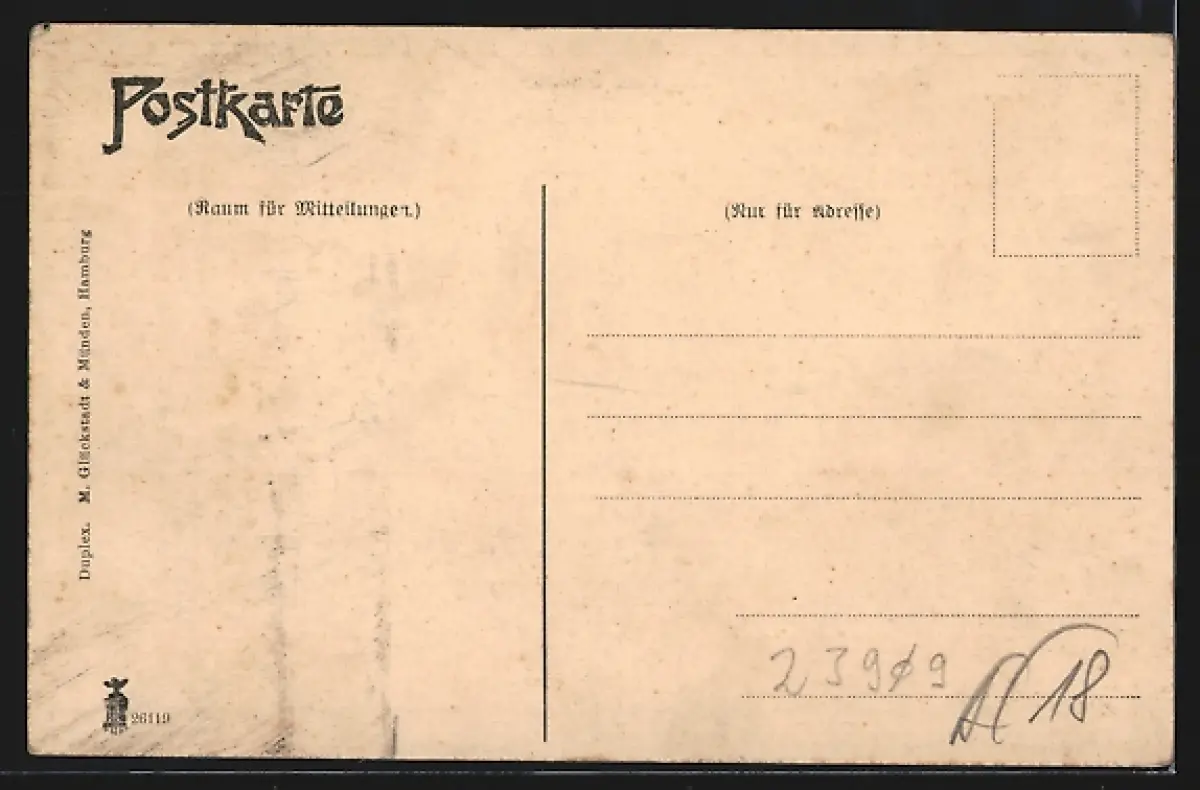 Postkarte
(Raum für Mitteilungen.)
(Nur für Adresse)
Duplex. M. Glückstadt & Münden, Hamburg
26119
23909
18